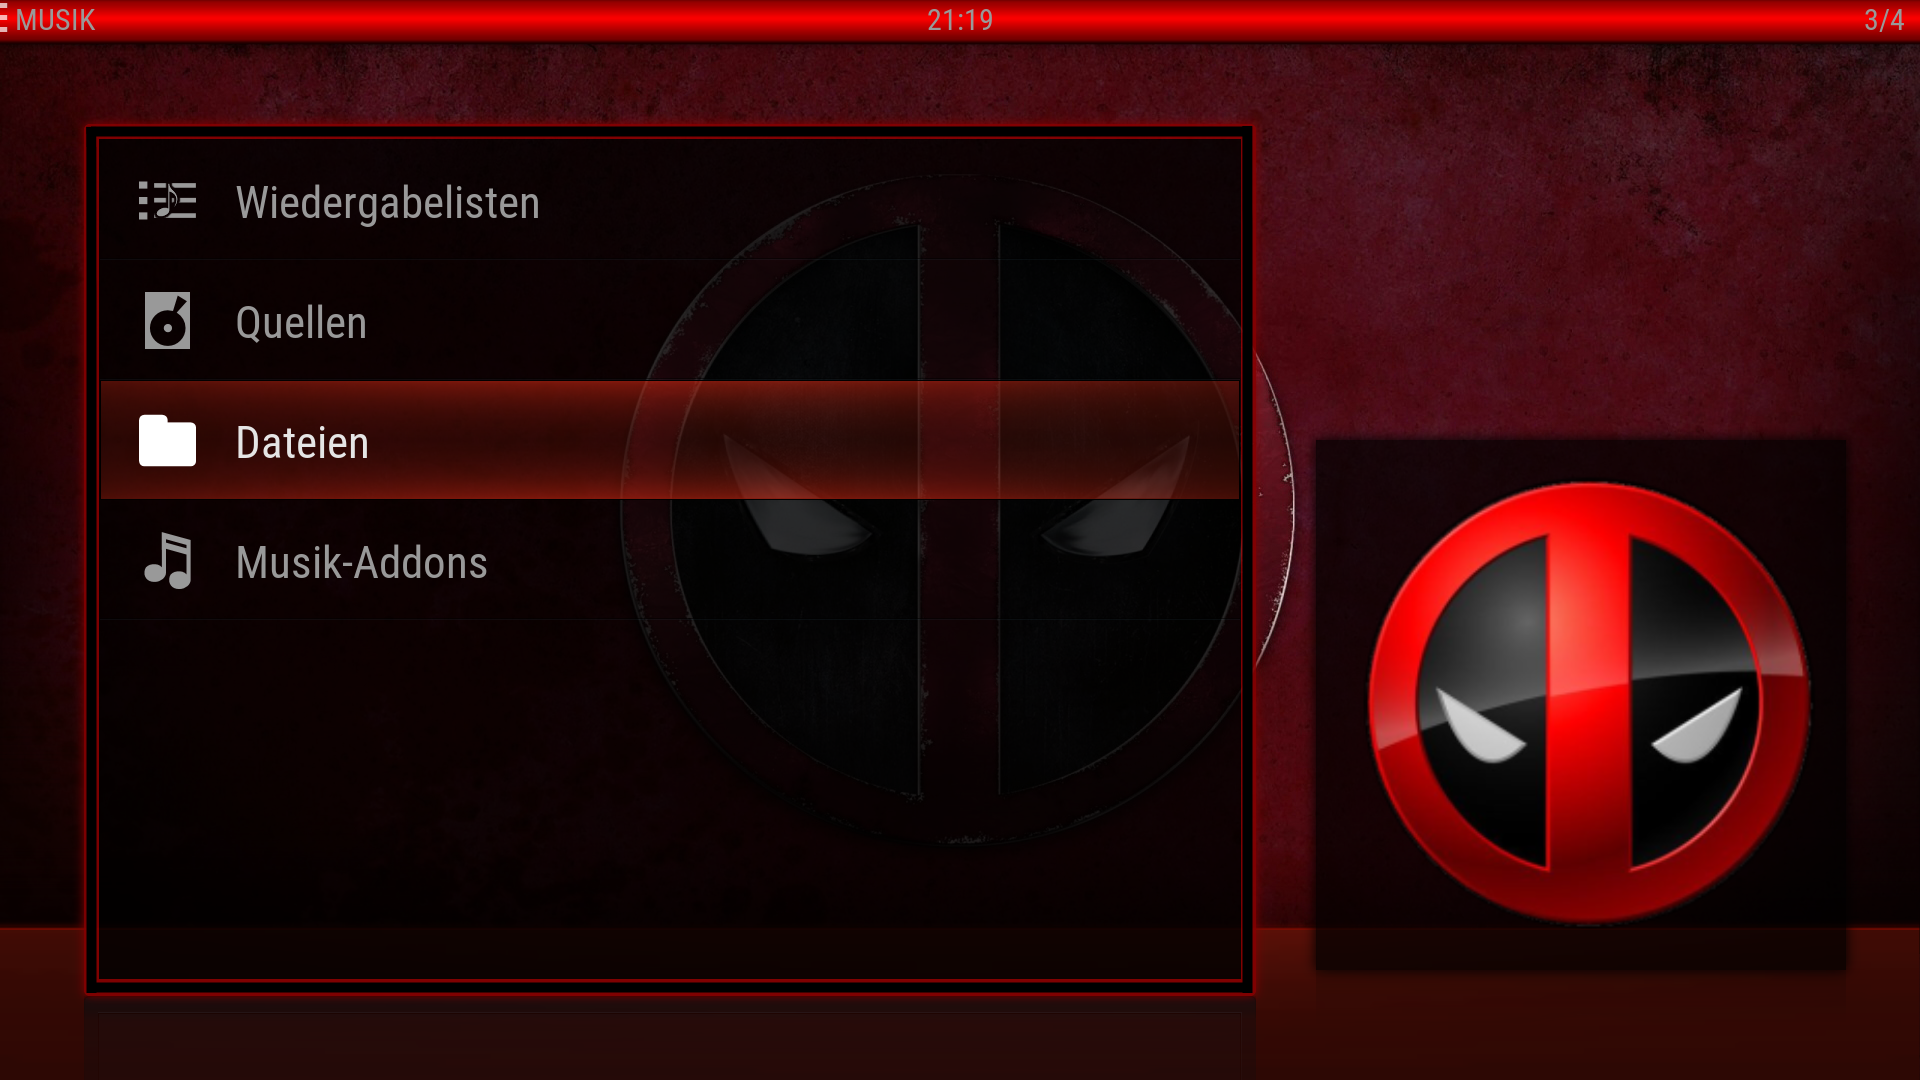 MUSIK
21:19
3/4
Wiedergabelisten
Quellen
Dateien
Musik-Addons